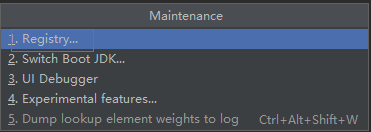 Maintenance
1. Registry...
2. Switch Boot JDK...
3. UI Debugger
4. Experimental features...
5. Dump lookup element weights to log Ctrl+Alt+Shift+W